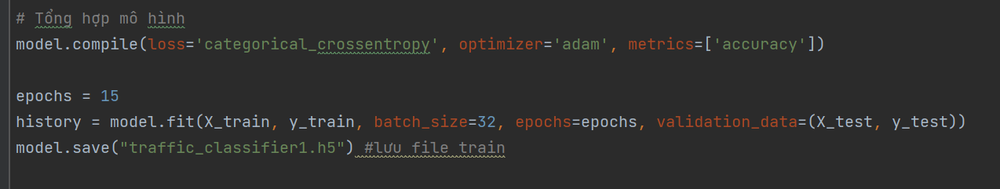 # Tổng hợp mô hình
model.compile(loss='categorical_crossentropy', optimizer='adam', metrics=['accuracy'])
epochs = 15
history = model.fit(X_train, y_train, batch_size=32, epochs=epochs, validation_data=(X_test, y_test))
model.save("traffic_classifier1.h5") #lưu file train